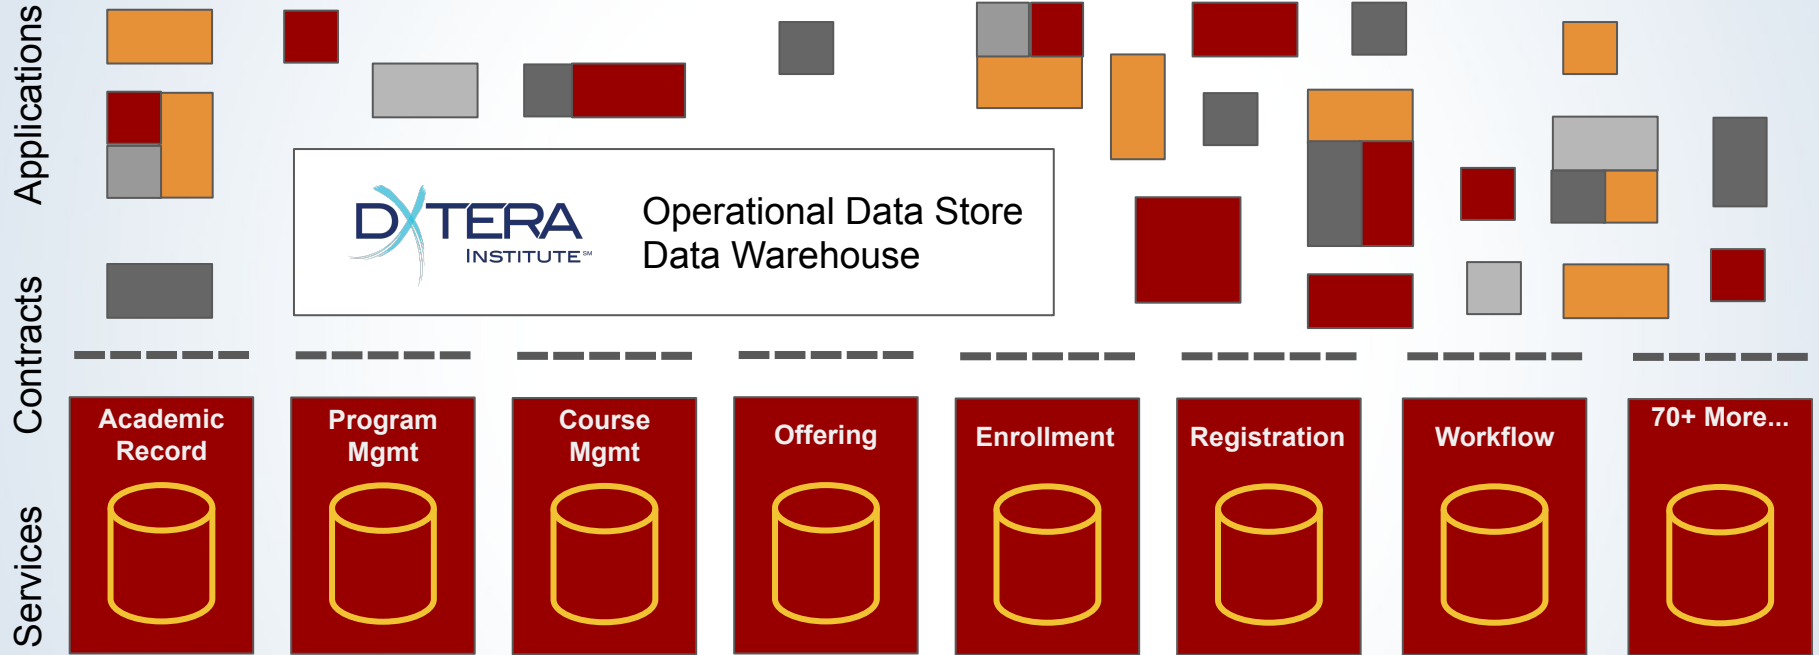 Applications
DXTERA
INSTITUTE℠
Operational Data Store
Data Warehouse
Contracts
Services
Academic
Record
Program
Mgmt
Course
Mgmt
Offering
Enrollment
Registration
Workflow
70+ More...